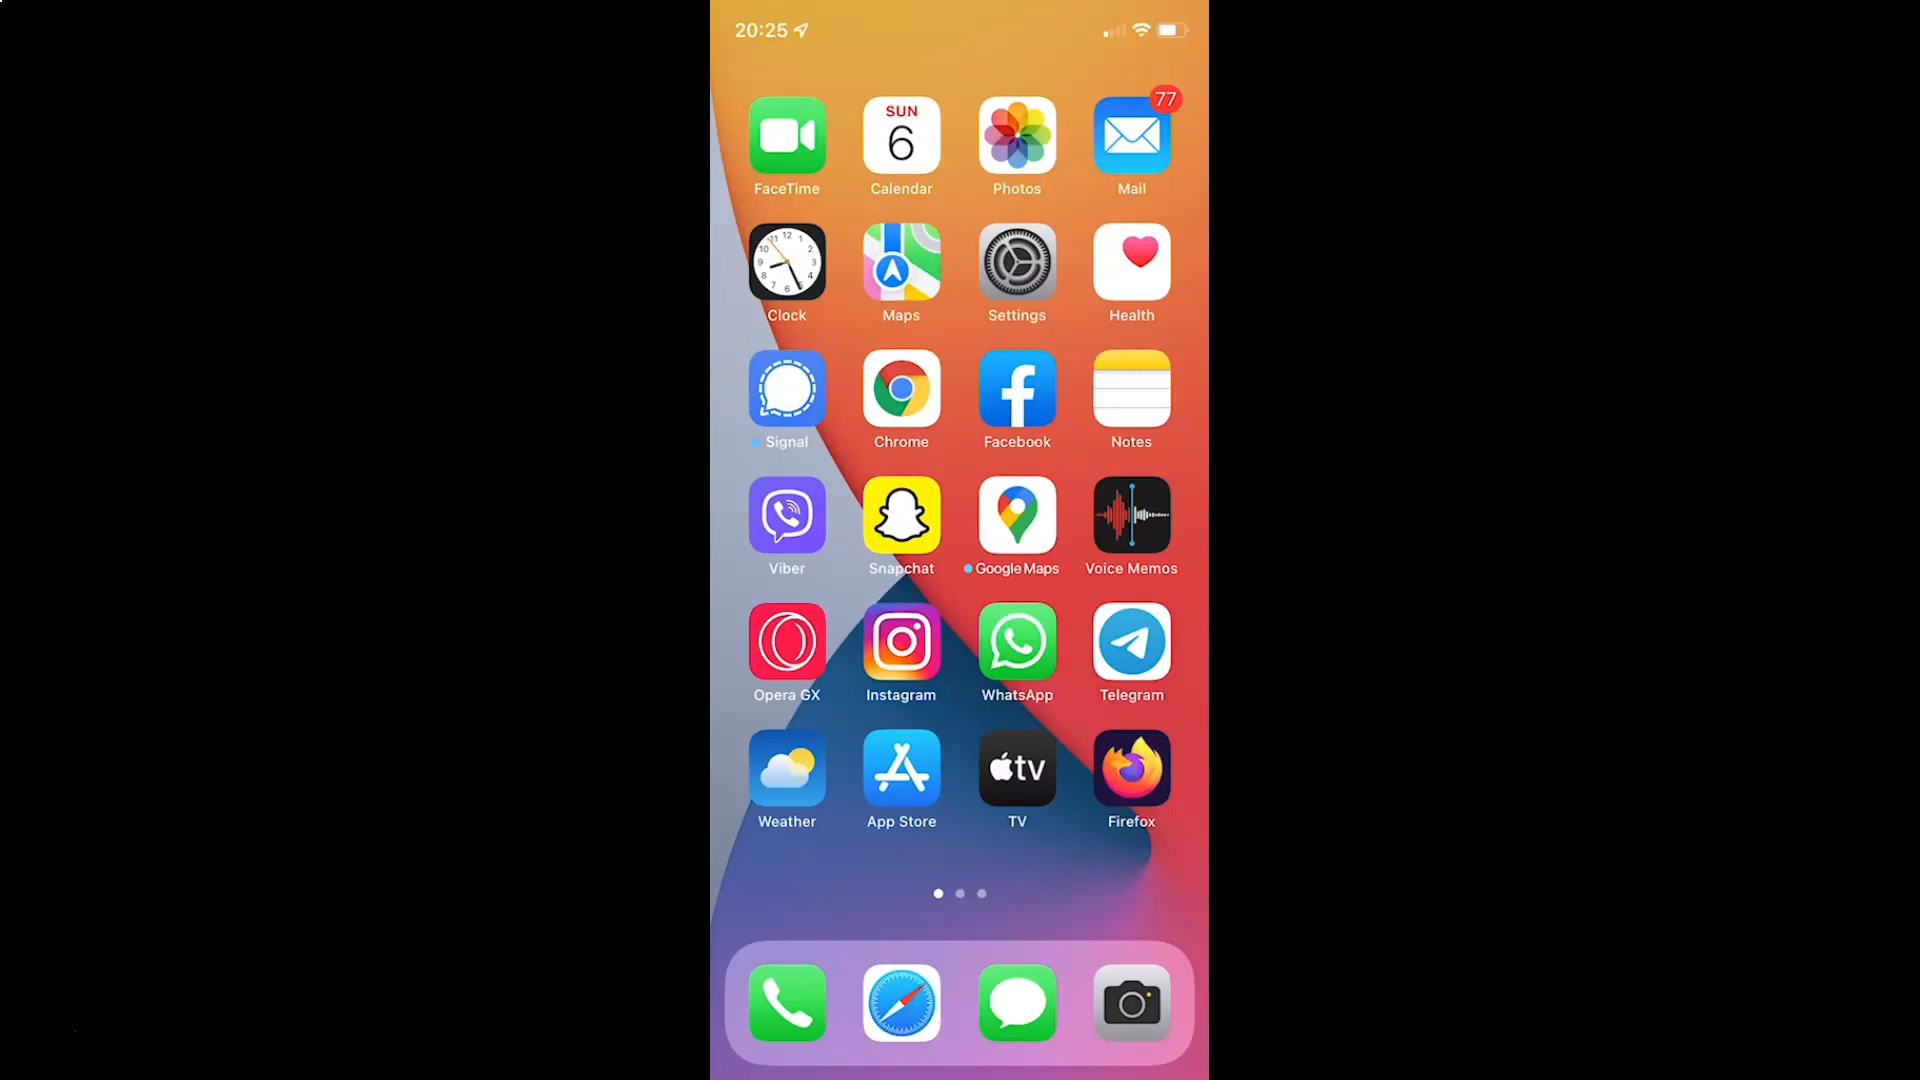 20:25
77
SUN
6
FaceTime
Calendar
Photos
Mail
Clock
Maps
Settings
Health
Signal
Chrome
Facebook
Notes
Viber
Snapchat
Google Maps
Voice Memos
Opera GX
Instagram
WhatsApp
Telegram
tv
Weather
App Store
TV
Firefox